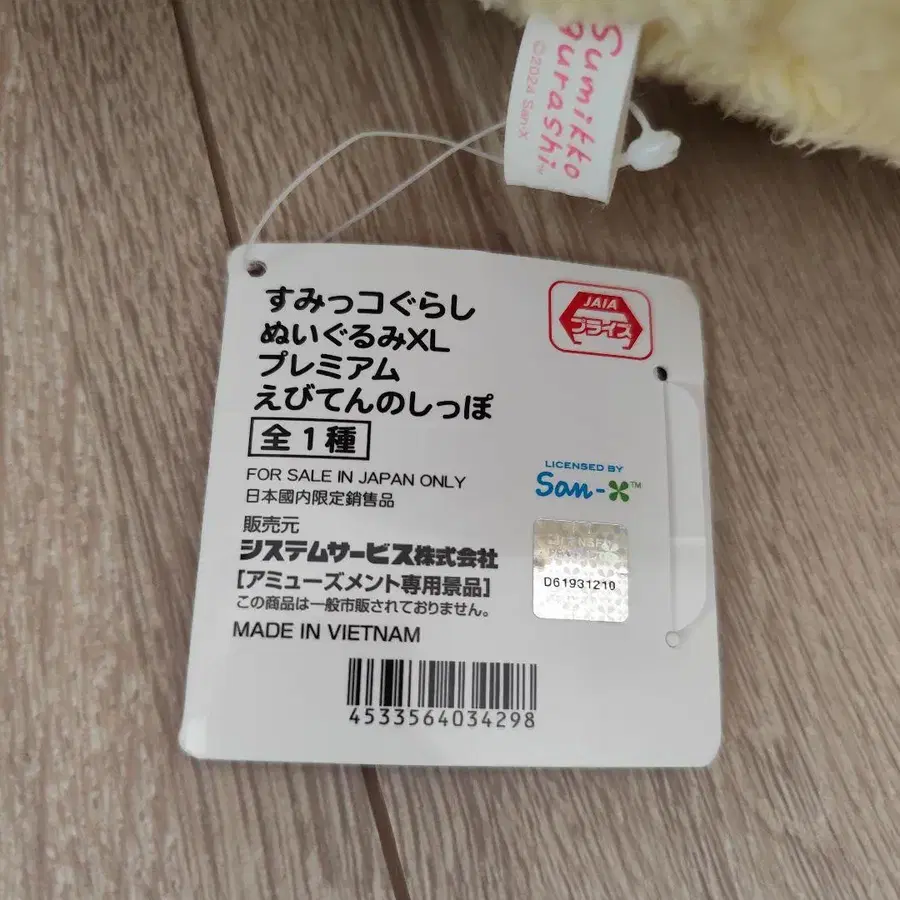 Sumikko
gurashi™
©2024 San-x
すみっコぐらし
ぬいぐるみXL
プレミアム
えびてんのしっぽ
全1種
JAIA
プライズ
FOR SALE IN JAPAN ONLY
日本國内限定銷售品
LICENSED BY
San-x™
販売元
システムサービス株式会社
[アミューズメント専用景品]
この商品は一般市販されておりません。
MADE IN VIETNAM
D61931210
4533564034298